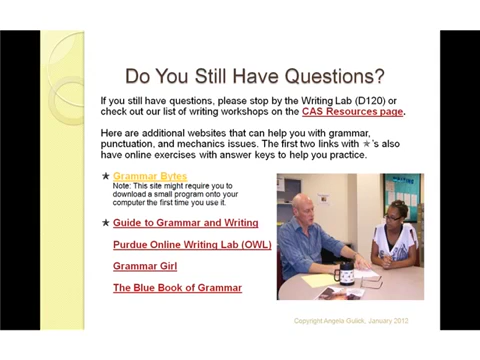 Do You Still Have Questions?
If you still have questions, please stop by the Writing Lab (D120) or
check out our list of writing workshops on the CAS Resources page.
Here are additional websites that can help you with grammar,
punctuation, and mechanics issues. The first two links with ★'s also
have online exercises with answer keys to help you practice.
★ Grammar Bytes
Note: This site might require you to
download a small program onto your
computer the first time you use it.
★ Guide to Grammar and Writing
Purdue Online Writing Lab (OWL)
Grammar Girl
The Blue Book of Grammar
Copyright Angela Gulick, January 2012